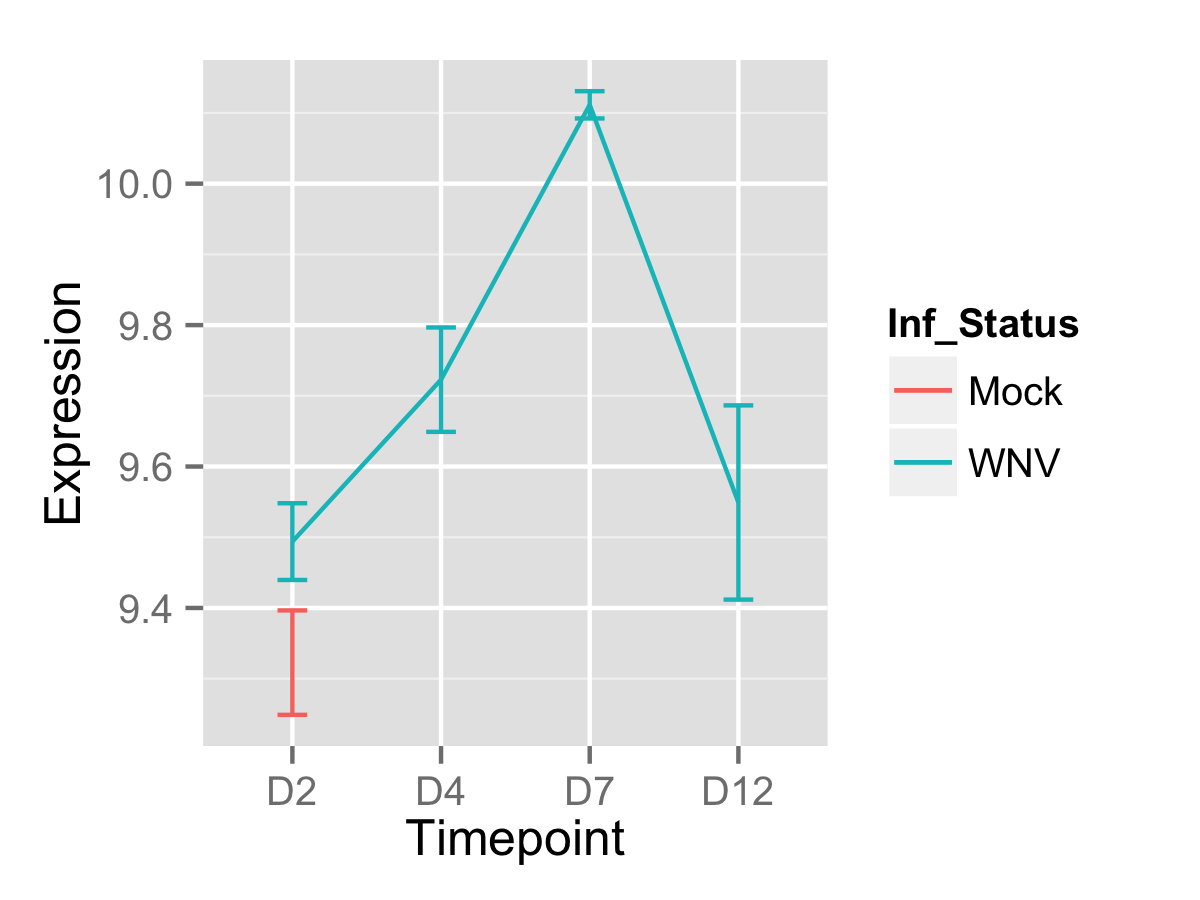 Expression
10.0
9.8
9.6
9.4
D2 D4 D7 D12
Timepoint
Inf_Status
Mock
WNV